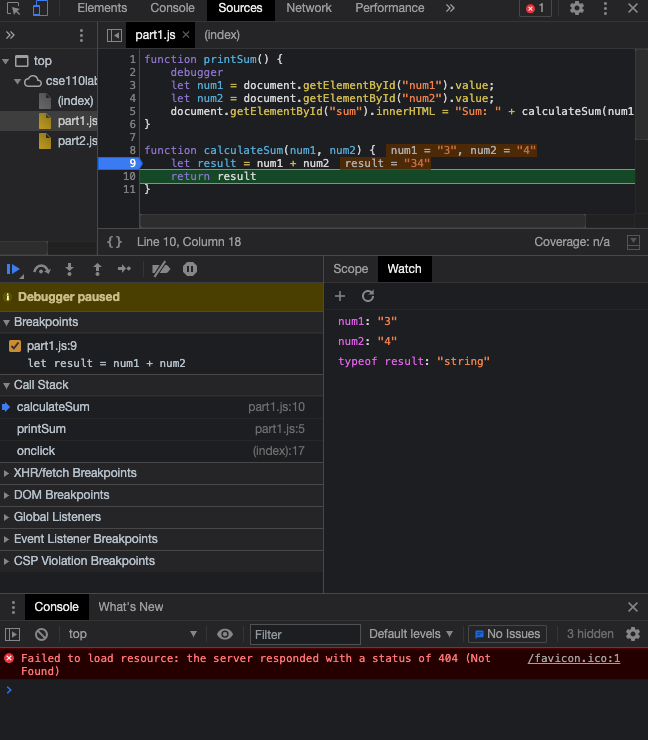 Elements Console Sources Network Performance » 1
» part1.js × (index)
top
cse110lab
(index)
part1.js
part2.js
1 function printSum() {
2 debugger
3 let num1 = document.getElementById("num1").value;
4 let num2 = document.getElementById("num2").value;
5 document.getElementById("sum").innerHTML = "Sum: " + calculateSum(num1
6 }
7
8 function calculateSum(num1, num2) { num1 = "3", num2 = "4"
9 let result = num1 + num2 result = "34"
10 return result
11 }
{} Line 10, Column 18 Coverage: n/a
Scope Watch
Debugger paused
Breakpoints
part1.js:9
let result = num1 + num2
Call Stack
calculateSum part1.js:10
printSum part1.js:5
onclick (index):17
XHR/fetch Breakpoints
DOM Breakpoints
Global Listeners
Event Listener Breakpoints
CSP Violation Breakpoints
num1: "3"
num2: "4"
typeof result: "string"
Console What's New
top Filter Default levels No Issues 3 hidden
Failed to load resource: the server responded with a status of 404 (Not /favicon.ico:1
Found)